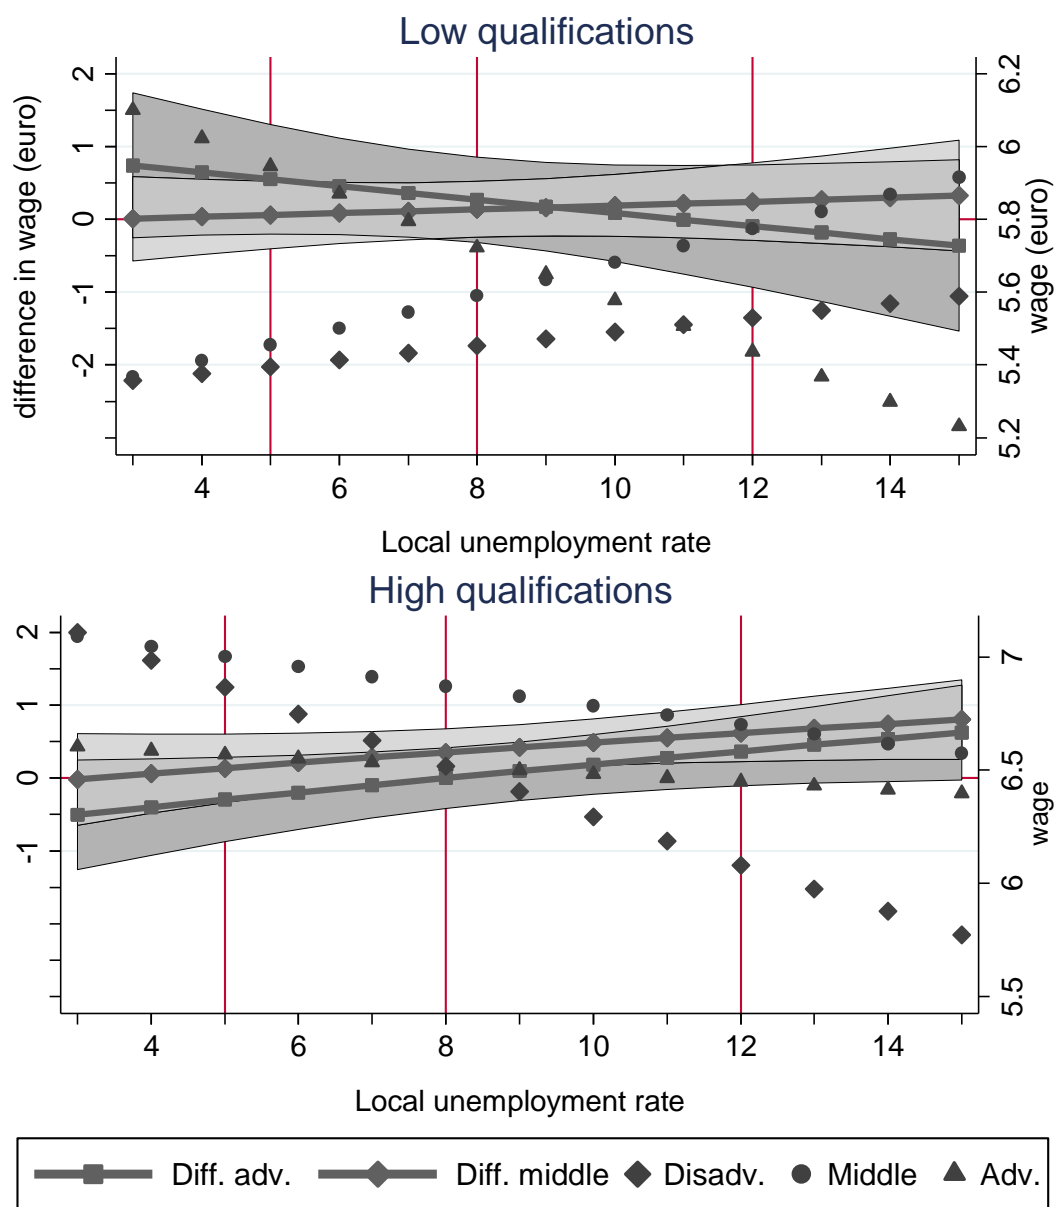 Low qualifications
difference in wage (euro)
2
1
0
-1
-2
6.2
6
5.8
5.6
5.4
5.2
wage (euro)
4 6 8 10 12 14
Local unemployment rate
High qualifications
2
1
0
-1
7
6.5
6
5.5
wage
4 6 8 10 12 14
Local unemployment rate
Diff. adv. Diff. middle Disadv. Middle Adv.